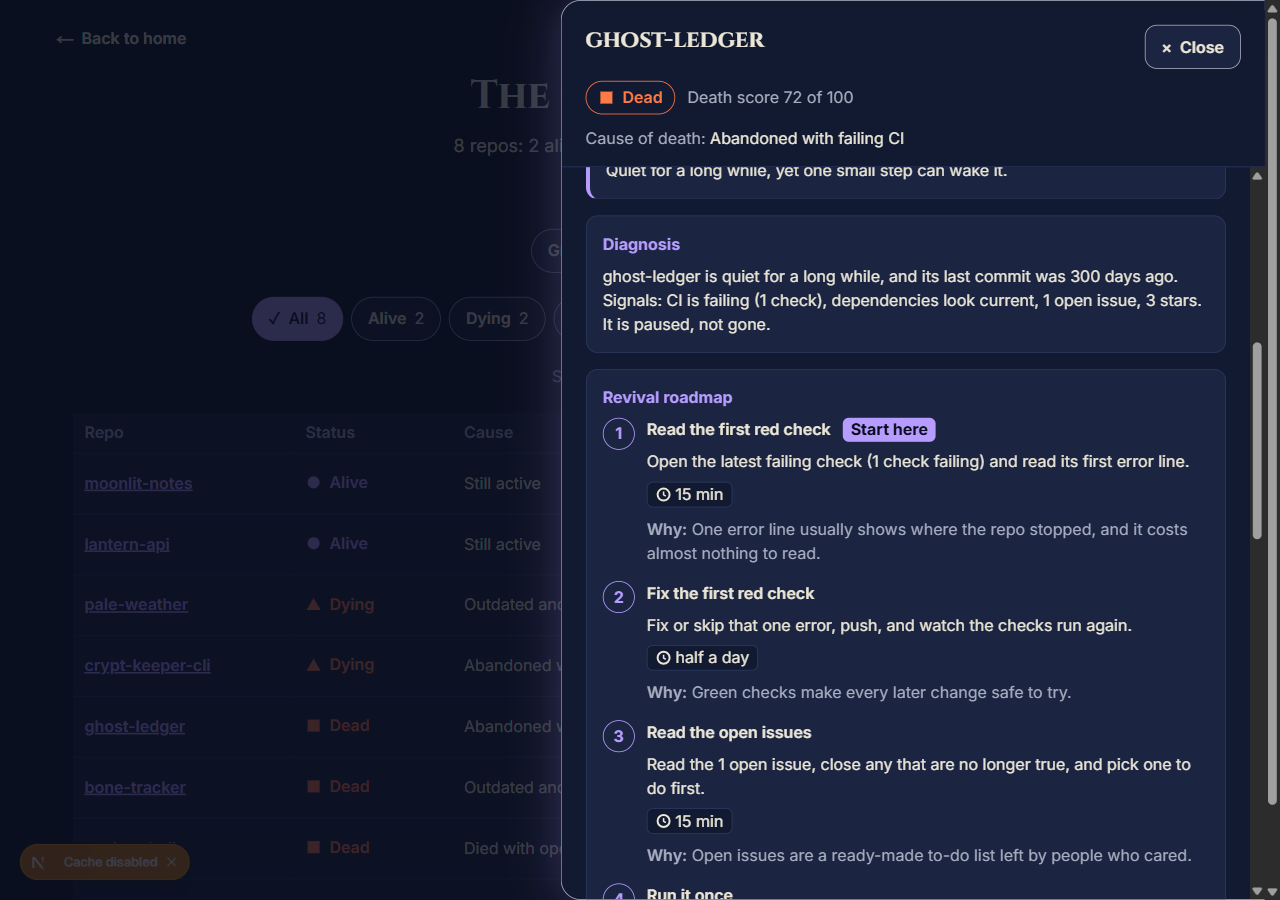 ← Back to home
THE
8 repos: 2 ali
G
✓ All 8
Alive 2
Dying 2
S
Repo Status Cause
moonlit-notes Alive Still active
lantern-api Alive Still active
pale-weather Dying Outdated and
crypt-keeper-cli Dying Abandoned w
ghost-ledger Dead Abandoned w
bone-tracker Dead Outdated and
Dead Died with ope
N Cache disabled ×
GHOST-LEDGER
× Close
Dead
Death score 72 of 100
Cause of death: Abandoned with failing CI
Quiet for a long while, yet one small step can wake it.
Diagnosis
ghost-ledger is quiet for a long while, and its last commit was 300 days ago.
Signals: CI is failing (1 check), dependencies look current, 1 open issue, 3 stars.
It is paused, not gone.
Revival roadmap
1 Read the first red check Start here
Open the latest failing check (1 check failing) and read its first error line.
15 min
Why: One error line usually shows where the repo stopped, and it costs
almost nothing to read.
2 Fix the first red check
Fix or skip that one error, push, and watch the checks run again.
half a day
Why: Green checks make every later change safe to try.
3 Read the open issues
Read the 1 open issue, close any that are no longer true, and pick one to
do first.
15 min
Why: Open issues are a ready-made to-do list left by people who cared.
4 Run it once